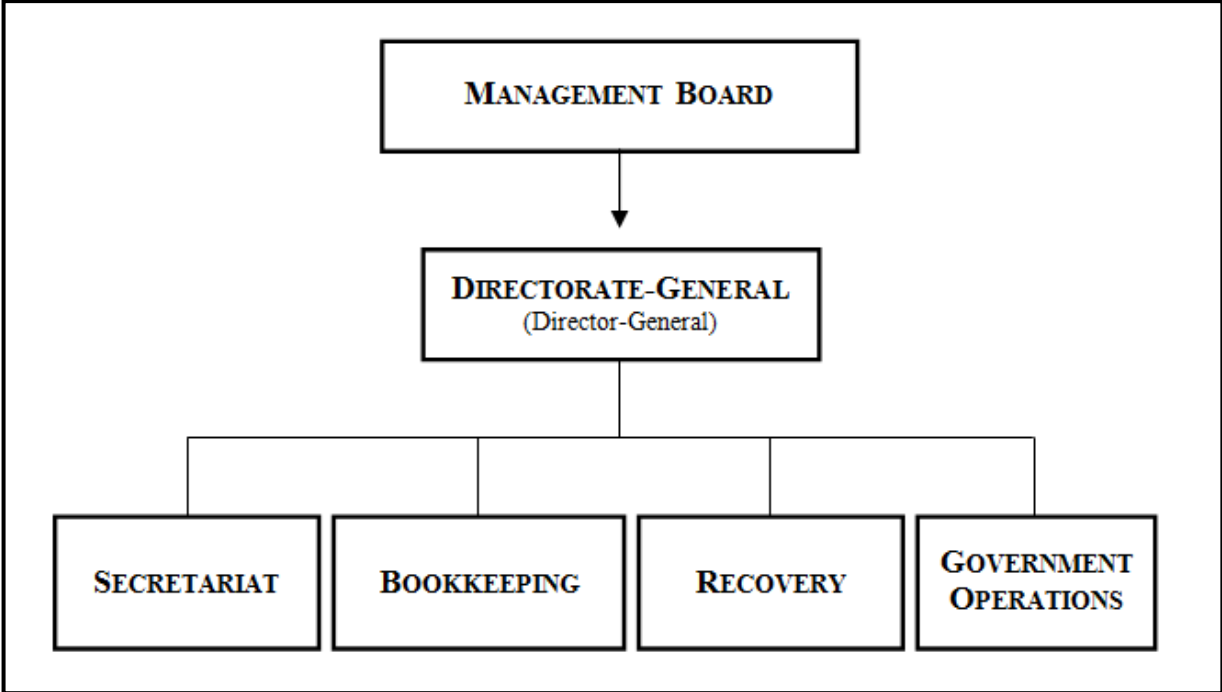 MANAGEMENT BOARD
DIRECTORATE-GENERAL
(Director-General)
SECRETARIAT
BOOKKEEPING
RECOVERY
GOVERNMENT
OPERATIONS